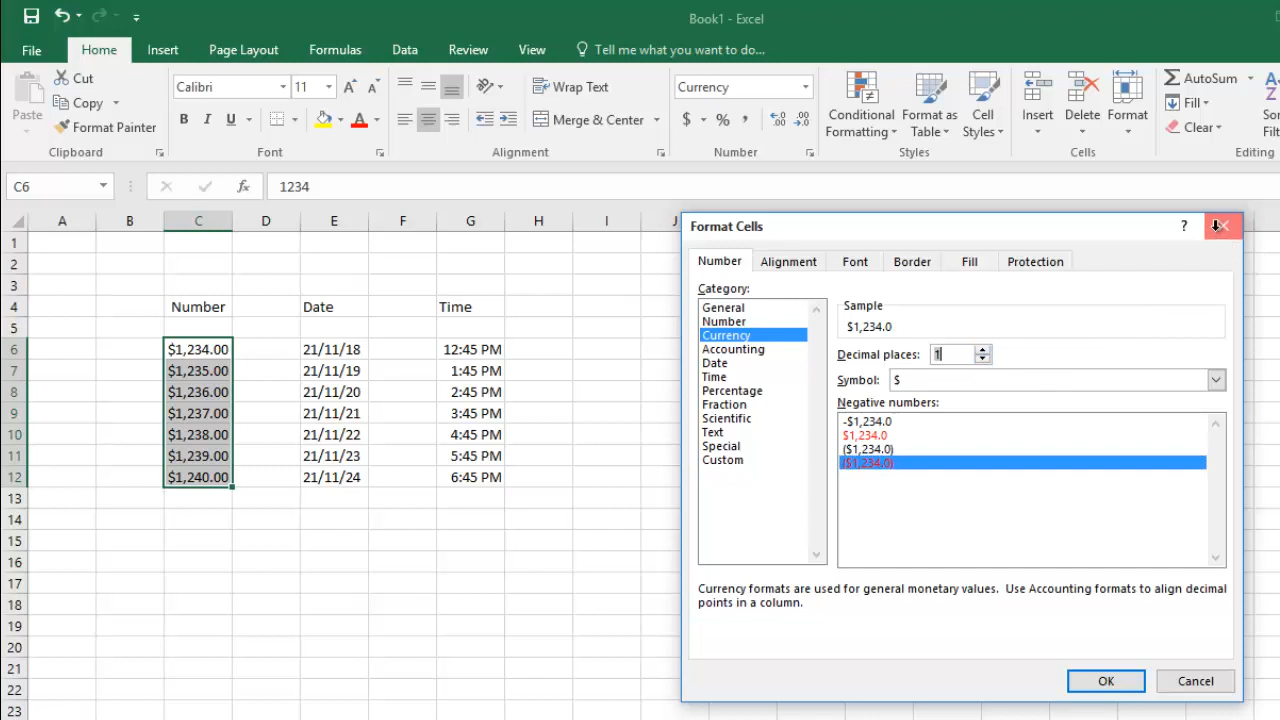 Book1 - Excel
File Home Insert Page Layout Formulas Data Review View Tell me what you want to do...
Paste
Cut
Copy
Format Painter
Clipboard
Calibri 11
B I U
Font
Wrap Text
Merge & Center
Alignment
Currency
$ % ,
Number
Conditional Formatting
Format as Table
Cell Styles
Styles
Insert Delete Format
Cells
AutoSum
Fill
Clear
Editing
C6 fx 1234
A B C D E F G H I J
1
2
3
4 Number Date Time
5
6 $1,234.00 21/11/18 12:45 PM
7 $1,235.00 21/11/19 1:45 PM
8 $1,236.00 21/11/20 2:45 PM
9 $1,237.00 21/11/21 3:45 PM
10 $1,238.00 21/11/22 4:45 PM
11 $1,239.00 21/11/23 5:45 PM
12 $1,240.00 21/11/24 6:45 PM
13
14
15
16
17
18
19
20
21
22
23
Format Cells ?
Number Alignment Font Border Fill Protection
Category:
General
Number
Currency
Accounting
Date
Time
Percentage
Fraction
Scientific
Text
Special
Custom
Sample
$1,234.0
Decimal places: 1
Symbol: $
Negative numbers:
-$1,234.0
$1,234.0
($1,234.0)
($1,234.0)
Currency formats are used for general monetary values. Use Accounting formats to align decimal
points in a column.
OK Cancel